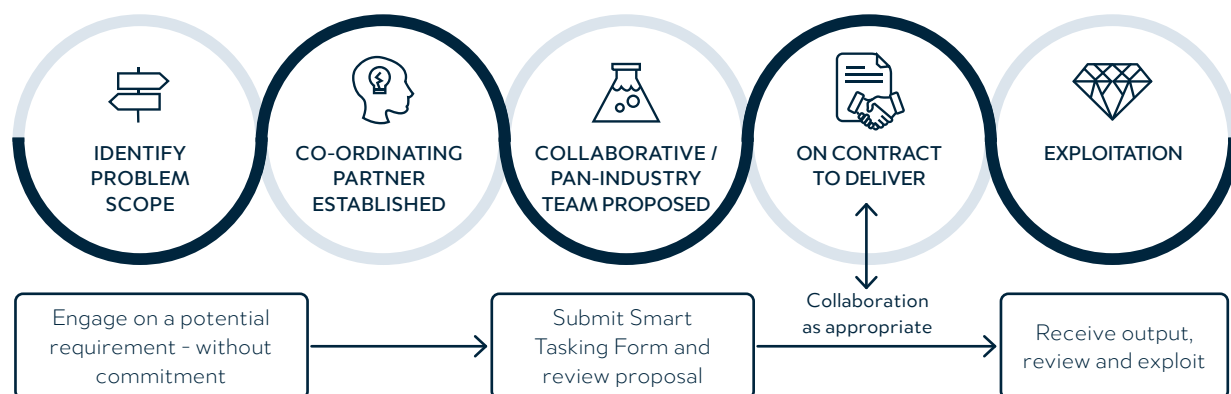 IDENTIFY
PROBLEM
SCOPE
CO-ORDINATING
PARTNER
ESTABLISHED
COLLABORATIVE /
PAN-INDUSTRY
TEAM PROPOSED
ON CONTRACT
TO DELIVER
EXPLOITATION
Engage on a potential
requirement - without
commitment
Submit Smart
Tasking Form and
review proposal
Collaboration
as appropriate
Receive output,
review and exploit